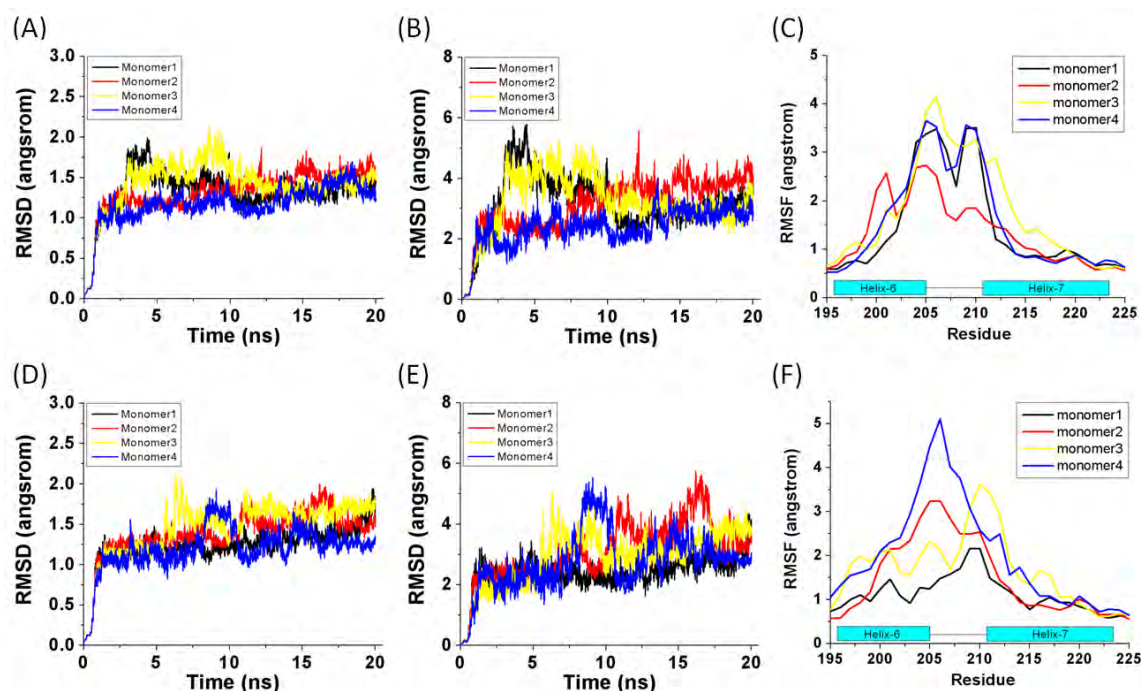 (A)
3.0
2.5
2.0
1.5
1.0
0.5
0.0
RMSD (angsrom)
Monomer1
Monomer2
Monomer3
Monomer4
0 5 10 15 20
Time (ns)
(B)
8
6
4
2
0
RMSD (angsrom)
Monomer1
Monomer2
Monomer3
Monomer4
0 5 10 15 20
Time (ns)
(C)
5
4
3
2
1
0
RMSF (angstrom)
monomer1
monomer2
monomer3
monomer4
Helix-6 Helix-7
195 200 205 210 215 220 225
Residue
(D)
3.0
2.5
2.0
1.5
1.0
0.5
0.0
RMSD (angsrom)
Monomer1
Monomer2
Monomer3
Monomer4
0 5 10 15 20
Time (ns)
(E)
8
6
4
2
0
RMSD (angsrom)
Monomer1
Monomer2
Monomer3
Monomer4
0 5 10 15 20
Time (ns)
(F)
5
4
3
2
1
0
RMSF (angstrom)
monomer1
monomer2
monomer3
monomer4
Helix-6 Helix-7
195 200 205 210 215 220 225
Residue